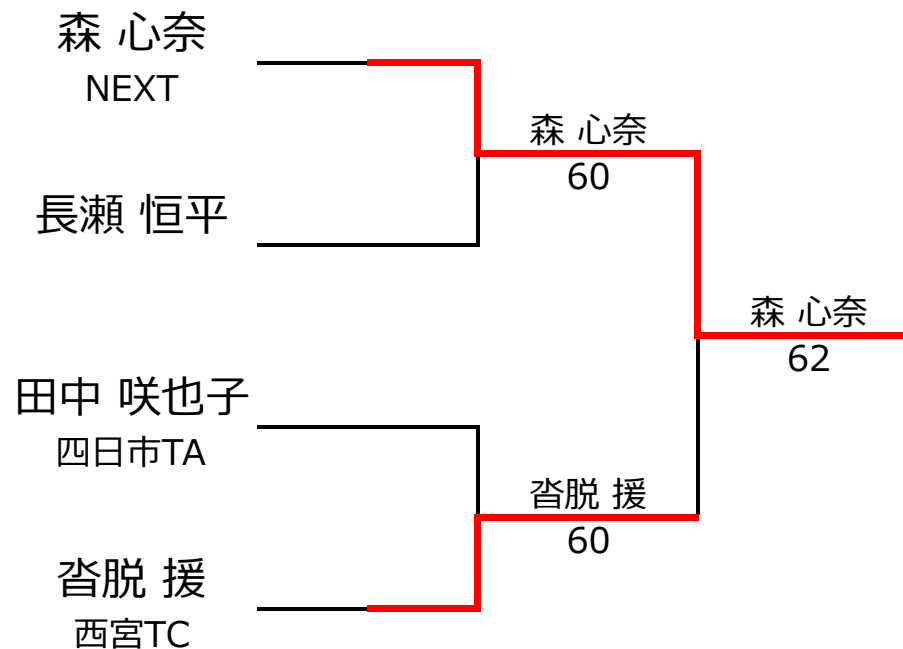 森 心奈
NEXT
長瀬 恒平
田中 咲也子
四日市TA
沓脱 援
西宮TC
森 心奈
60
沓脱 援
60
森 心奈
62